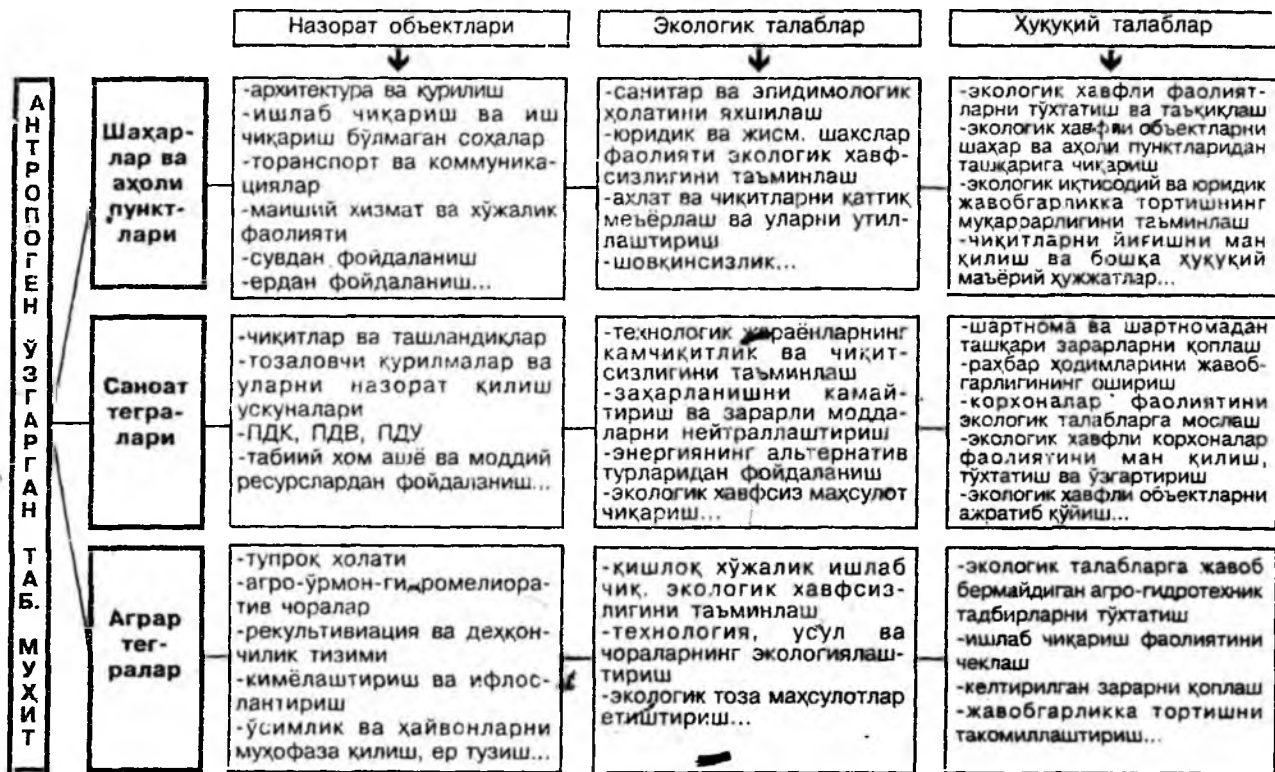 Назорат объектлари
Экологик талаблар
Ҳуқуқий талаблар
АНТРОПОГЕН ЎЗГАРГАН ТАБ. МУҲИТ
Шаҳар-
лар ва
аҳоли
пункт-
лари
-архитектура ва қурилиш
-ишлаб чиқариш ва иш
чиқариш бўлмаган соҳалар
-торанспорт ва коммуника-
циялар
-маиший хизмат ва хўжалик
фаолияти
-сувдан фойдаланиш
-ердан фойдаланиш...
-санитар ва эпидимологик
ҳолатини яхшилаш
-юридик ва жисм. шахслар
фаолияти экологик хавф-
сизлигини таъминлаш
-ахлат ва чиқитларни қаттиқ
меъёрлаш ва уларни утил-
лаштириш
-шовқинсизлик...
-экологик хавфли фаолият-
ларни тўхтатиш ва таъқиқлаш
-экологик хавфли объектларни
шаҳар ва аҳоли пунктларидан
ташқарига чиқариш
-экологик иқтисодий ва юридик
жавобгарликка тортишнинг
муқаррарлигини таъминлаш
-чиқитларни йиғишни ман
қилиш ва бошқа ҳуқуқий
маъёрий ҳужжатлар...
Саноат
тегра-
лари
-чиқитлар ва ташландиқлар
-тозаловчи қурилмалар ва
уларни назорат қилиш
ускуналари
-ПДК, ПДВ, ПДУ
-табиий хом ашё ва моддий
ресурслардан фойдаланиш...
-технологик жараёнларнинг
камчиқитлик ва чиқит-
сизлигини таъминлаш
-заҳарланишни камай-
тириш ва зарарли модда-
ларни нейтраллаштириш
-энергиянинг альтернатив
турларидан фойдаланиш
-экологик хавфсиз маҳсулот
чиқариш...
-шартнома ва шартномадан
ташқари зарарларни қоплаш
-раҳбар ҳодимларини жавоб-
гарлигининг ошириш
-корхоналар фаолиятини
экологик талабларга мослаш
-экологик хавфли корхоналар
фаолиятини ман қилиш,
тўхтатиш ва ўзгартириш
-экологик хавфли объектларни
ажратиб қўйиш...
Аграр
тег-
ралар
-тупроқ холати
-агро-ўрмон-гидромелиора-
тив чоралар
-рекультивиация ва деҳқон-
чилик тизими
-кимёлаштириш ва ифлос-
лантириш
-ўсимлик ва ҳайвонларни
муҳофаза қилиш, ер тузиш...
-қишлоқ хўжалик ишлаб
чиқ. экологик хавфсиз-
лигини таъминлаш
-технология, усул ва
чораларнинг экологиялаш-
тириш
-экологик тоза маҳсулотлар
етиштириш...
-экологик талабларга жавоб
бермайдиган агро-гидротехник
тадбирларни тўхтатиш
-ишлаб чиқариш фаолиятини
чеклаш
-келтирилган зарарни қоплаш
-жавобгарликка тортишни
такомиллаштириш...